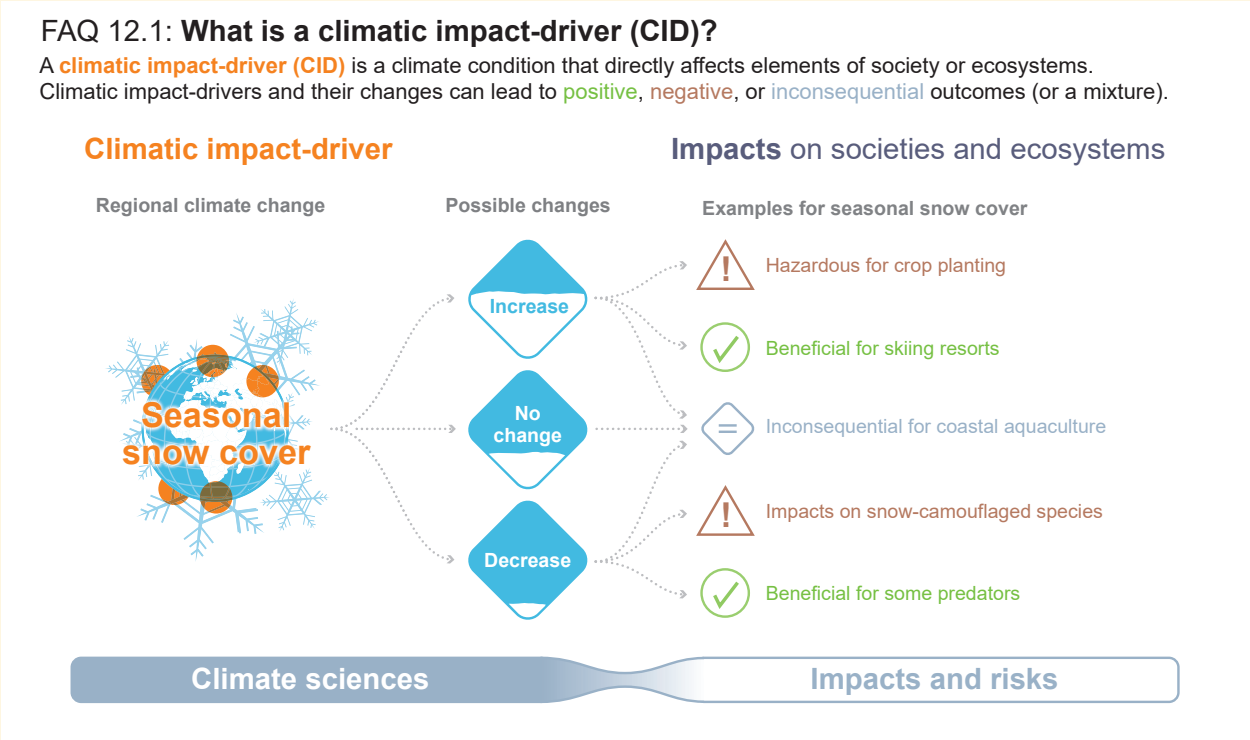 FAQ 12.1: What is a climatic impact-driver (CID)?
A climatic impact-driver (CID) is a climate condition that directly affects elements of society or ecosystems.
Climatic impact-drivers and their changes can lead to positive, negative, or inconsequential outcomes (or a mixture).
Climatic impact-driver
Impacts on societies and ecosystems
Regional climate change
Possible changes
Examples for seasonal snow cover
Seasonal
snow cover
Increase
No
change
Decrease
!
Hazardous for crop planting
Beneficial for skiing resorts
=
Inconsequential for coastal aquaculture
!
Impacts on snow-camouflaged species
Beneficial for some predators
Climate sciences
Impacts and risks